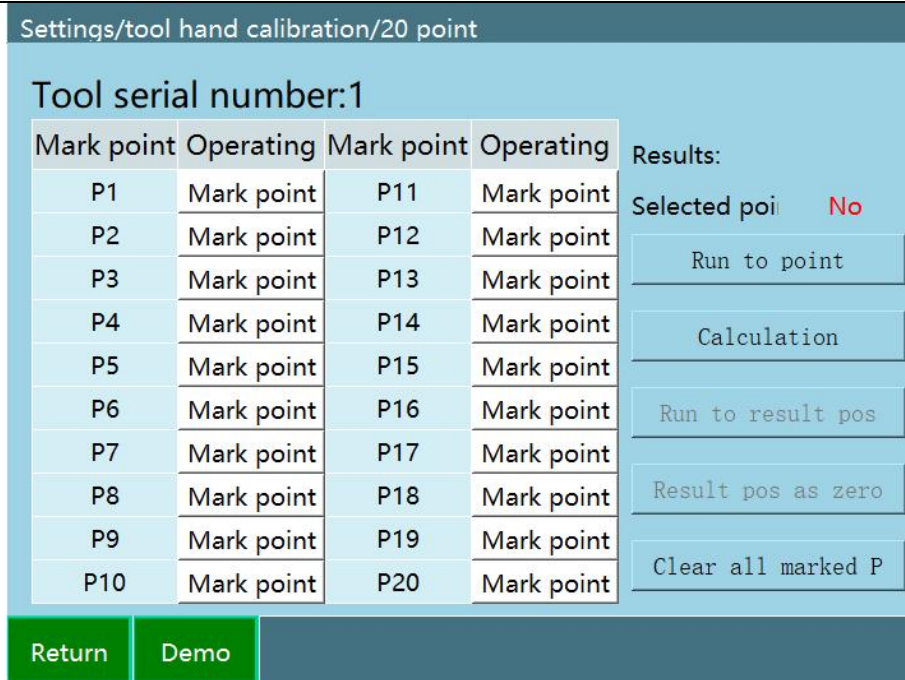 Settings/tool hand calibration/20 point
Tool serial number:1
Mark point Operating Mark point Operating
P1 Mark point P11 Mark point
P2 Mark point P12 Mark point
P3 Mark point P13 Mark point
P4 Mark point P14 Mark point
P5 Mark point P15 Mark point
P6 Mark point P16 Mark point
P7 Mark point P17 Mark point
P8 Mark point P18 Mark point
P9 Mark point P19 Mark point
P10 Mark point P20 Mark point
Results:
Selected poi No
Run to point
Calculation
Run to result pos
Result pos as zero
Clear all marked P
Return Demo